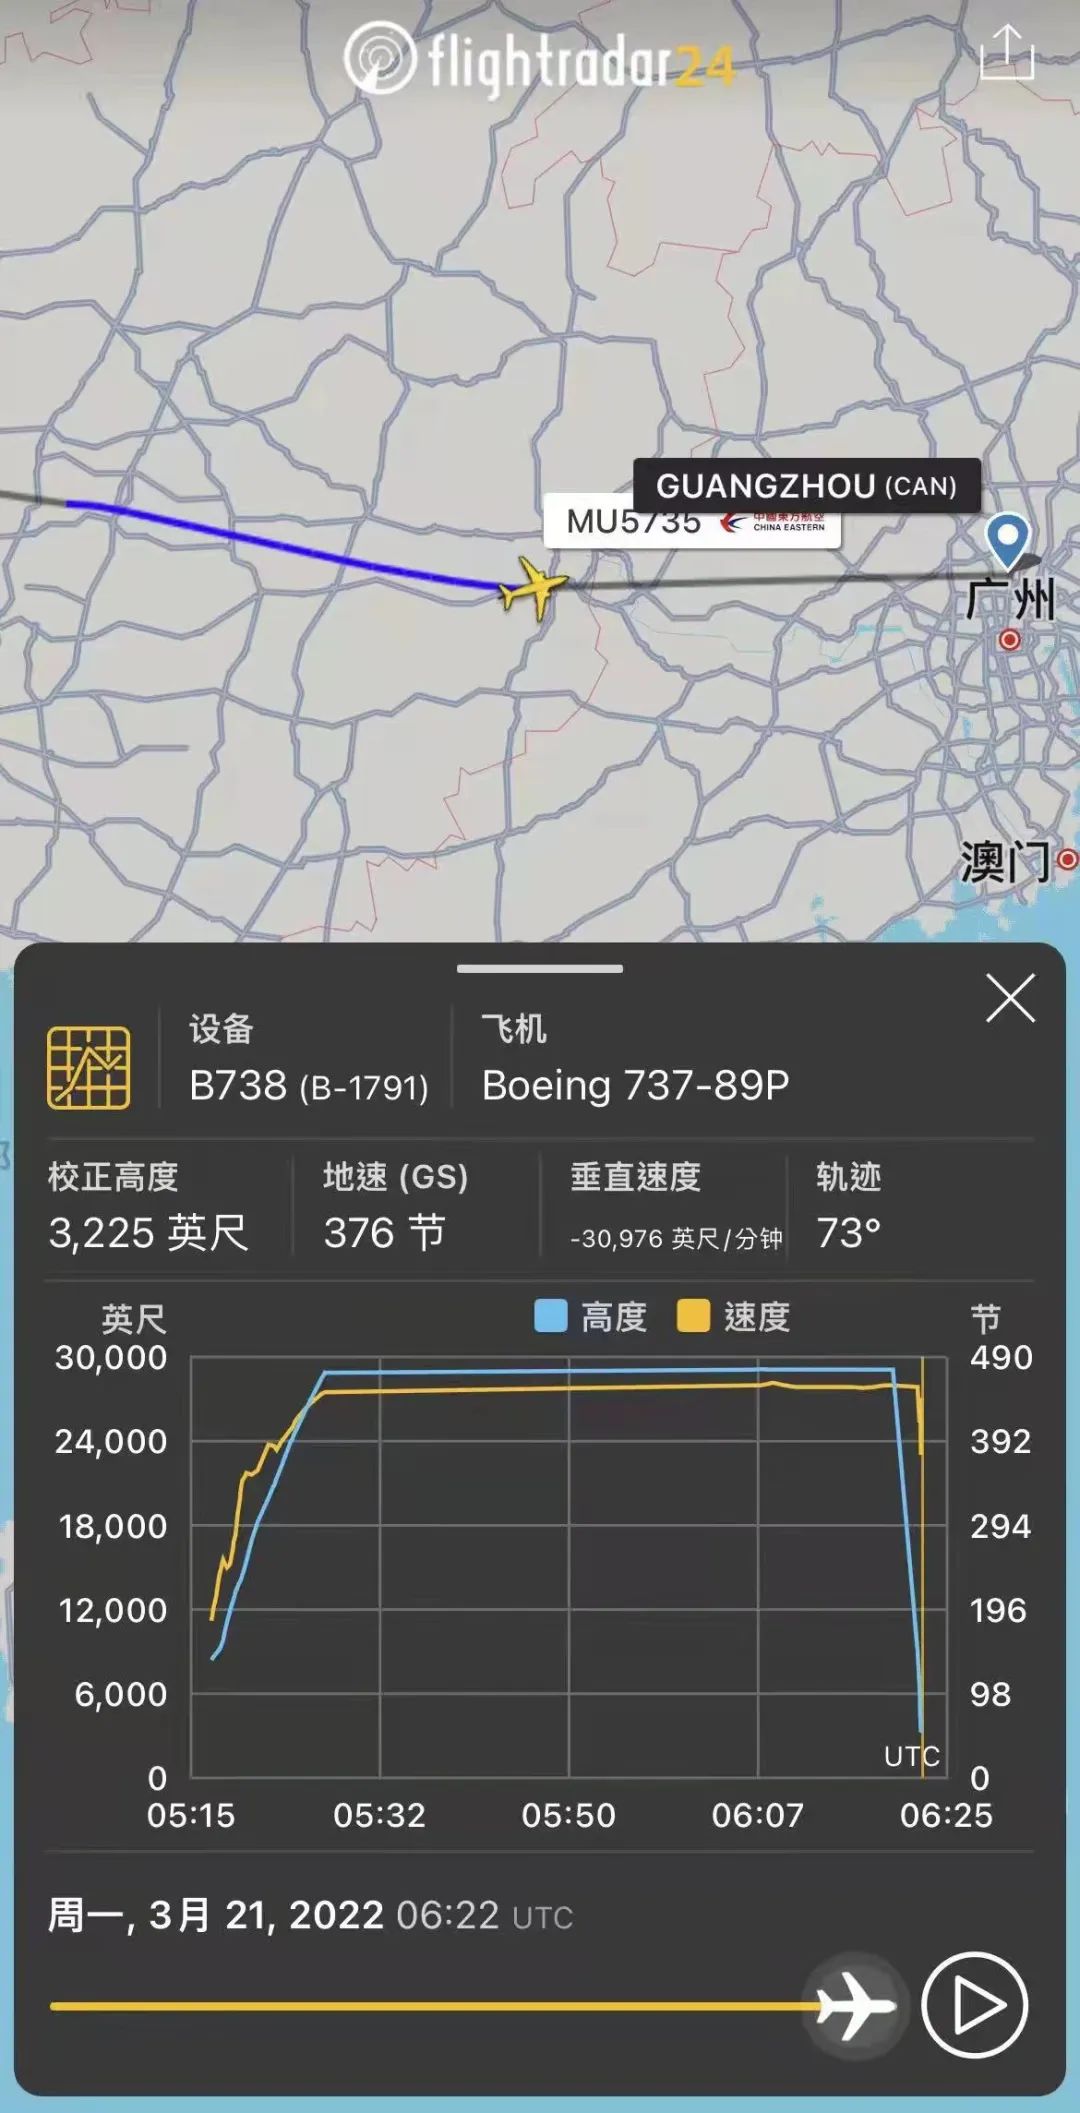 flightradar24
GUANGZHOU (CAN)
MU5735 中國東方航空
CHINA EASTERN
广州
澳门
设备
飞机
B738 (B-1791)
Boeing 737-89P
校正高度
地速 (GS)
垂直速度
轨迹
3,225 英尺
376 节
-30,976 英尺/分钟
73°
英尺
高度
速度
节
30,000
490
24,000
392
18,000
294
12,000
196
6,000
98
UTC
0
0
05:15
05:32
05:50
06:07
06:25
周一, 3月 21, 2022 06:22 UTC